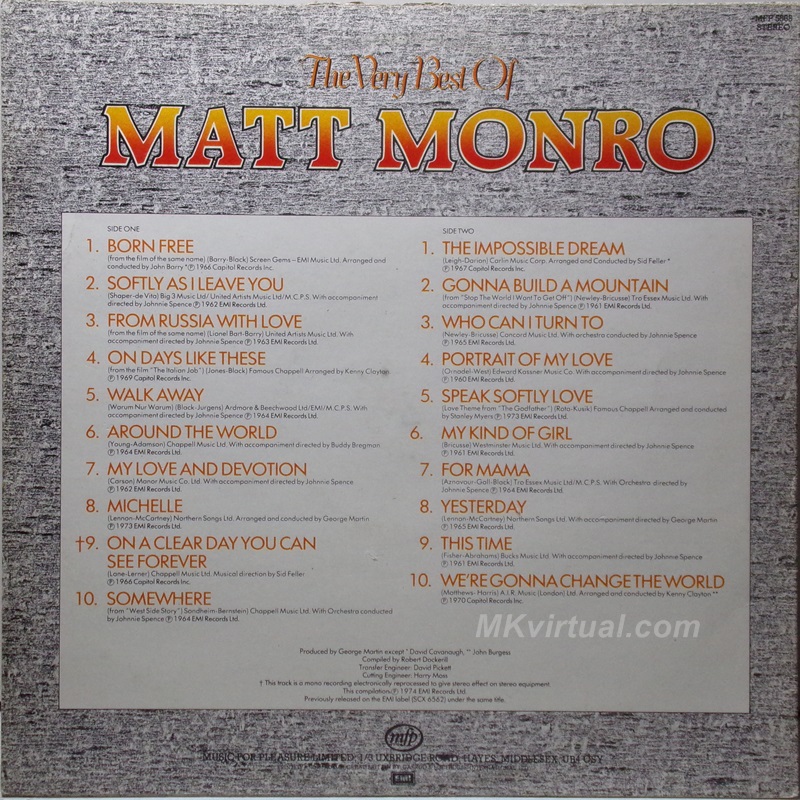 MFP 5568
STEREO
The Very Best Of
MATT MONRO
SIDE ONE
1. BORN FREE
(from the film of the same name) (Barry-Black) Screen Gems – EMI Music Ltd. Arranged and
conducted by John Barry * Ⓟ 1966 Capitol Records Inc.
2. SOFTLY AS I LEAVE YOU
(Shaper-de Vita) Big 3 Music Ltd/ United Artists Music Ltd/M.C.P.S. With accompaniment
directed by Johnnie Spence Ⓟ 1962 EMI Records Ltd.
3. FROM RUSSIA WITH LOVE
(from the film of the same name) (Lionel Bart-Barry) United Artists Music Ltd. With
accompaniment directed by Johnnie Spence Ⓟ 1963 EMI Records Ltd.
4. ON DAYS LIKE THESE
(from the film "The Italian Job") (Jones-Black) Famous Chappell Arranged by Kenny Clayton
Ⓟ 1969 Capitol Records Inc.
5. WALK AWAY
(Warum Nur Warum) (Black-Jurgens) Ardmore & Beechwood Ltd/EMI/M.C.P.S. With
accompaniment directed by Johnnie Spence Ⓟ 1964 EMI Records Ltd.
6. AROUND THE WORLD
(Young-Adamson) Chappell Music Ltd. With accompaniment directed by Buddy Bregman
Ⓟ 1964 EMI Records Ltd.
7. MY LOVE AND DEVOTION
(Carson) Manor Music Co. Ltd. With accompaniment directed by Johnnie Spence
Ⓟ 1962 EMI Records Ltd.
8. MICHELLE
(Lennon-McCartney) Northern Songs Ltd. Arranged and conducted by George Martin
Ⓟ 1973 EMI Records Ltd.
†9. ON A CLEAR DAY YOU CAN
SEE FOREVER
(Lane-Lerner) Chappell Music Ltd. Musical direction by Sid Feller
Ⓟ 1966 Capitol Records Inc.
10. SOMEWHERE
(from "West Side Story") Sondheim-Bernstein) Chappell Music Ltd. With Orchestra conducted
by Johnnie Spence Ⓟ 1964 EMI Records Ltd.
SIDE TWO
1. THE IMPOSSIBLE DREAM
(Leigh-Darion) Carlin Music Corp. Arranged and Conducted by Sid Feller *
Ⓟ 1967 Capitol Records Inc.
2. GONNA BUILD A MOUNTAIN
(from "Stop The World I Want To Get Off") (Newley-Bricusse) Tro Essex Music Ltd. With
accompaniment directed by Johnnie Spence Ⓟ 1961 EMI Records Ltd.
3. WHO CAN I TURN TO
(Newley-Bricusse) Concord Music Ltd. With orchestra conducted by Johnnie Spence
Ⓟ 1965 EMI Records Ltd.
4. PORTRAIT OF MY LOVE
(Ornadel-West) Edward Kassner Music Co. With accompaniment directed by Johnnie Spence
Ⓟ 1960 EMI Records Ltd.
5. SPEAK SOFTLY LOVE
(Love Theme from "The Godfather") (Rota-Kusik) Famous Chappell Arranged and conducted
by Stanley Myers Ⓟ 1973 EMI Records Ltd.
6. MY KIND OF GIRL
(Bricusse) Westminster Music Ltd. With accompaniment directed by Johnnie Spence
Ⓟ 1961 EMI Records Ltd.
7. FOR MAMA
(Aznavour-Gall-Black) Tro Essex Music Ltd/M.C.P.S. With Orchestra directed by
Johnnie Spence Ⓟ 1964 EMI Records Ltd.
8. YESTERDAY
(Lennon-McCartney) Northern Songs Ltd. With accompaniment directed by George Martin
Ⓟ 1965 EMI Records Ltd.
9. THIS TIME
(Fisher-Abrahams) Bucks Music Ltd. With accompaniment directed by Johnnie Spence
Ⓟ 1961 EMI Records Ltd.
10. WE'RE GONNA CHANGE THE WORLD
(Matthews-Harris) A.I.R. Music (London) Ltd. Arranged and conducted by Kenny Clayton **
Ⓟ 1970 Capitol Records Inc.
MKvirtual.com
Produced by George Martin except * David Cavanaugh, ** John Burgess
Compiled by Robert Dockerill
Transfer Engineer: David Pickett
Cutting Engineer: Harry Moss
† This track is a mono recording electronically reprocessed to give stereo effect on stereo equipment.
This compilation Ⓟ 1974 EMI Records Ltd.
Previously released on the EMI label (SCX 6562) under the same title.
mfp
MUSIC FOR PLEASURE LIMITED, 1/3 UXBRIDGE ROAD, HAYES, MIDDLESEX, UB4 0SY
EMI